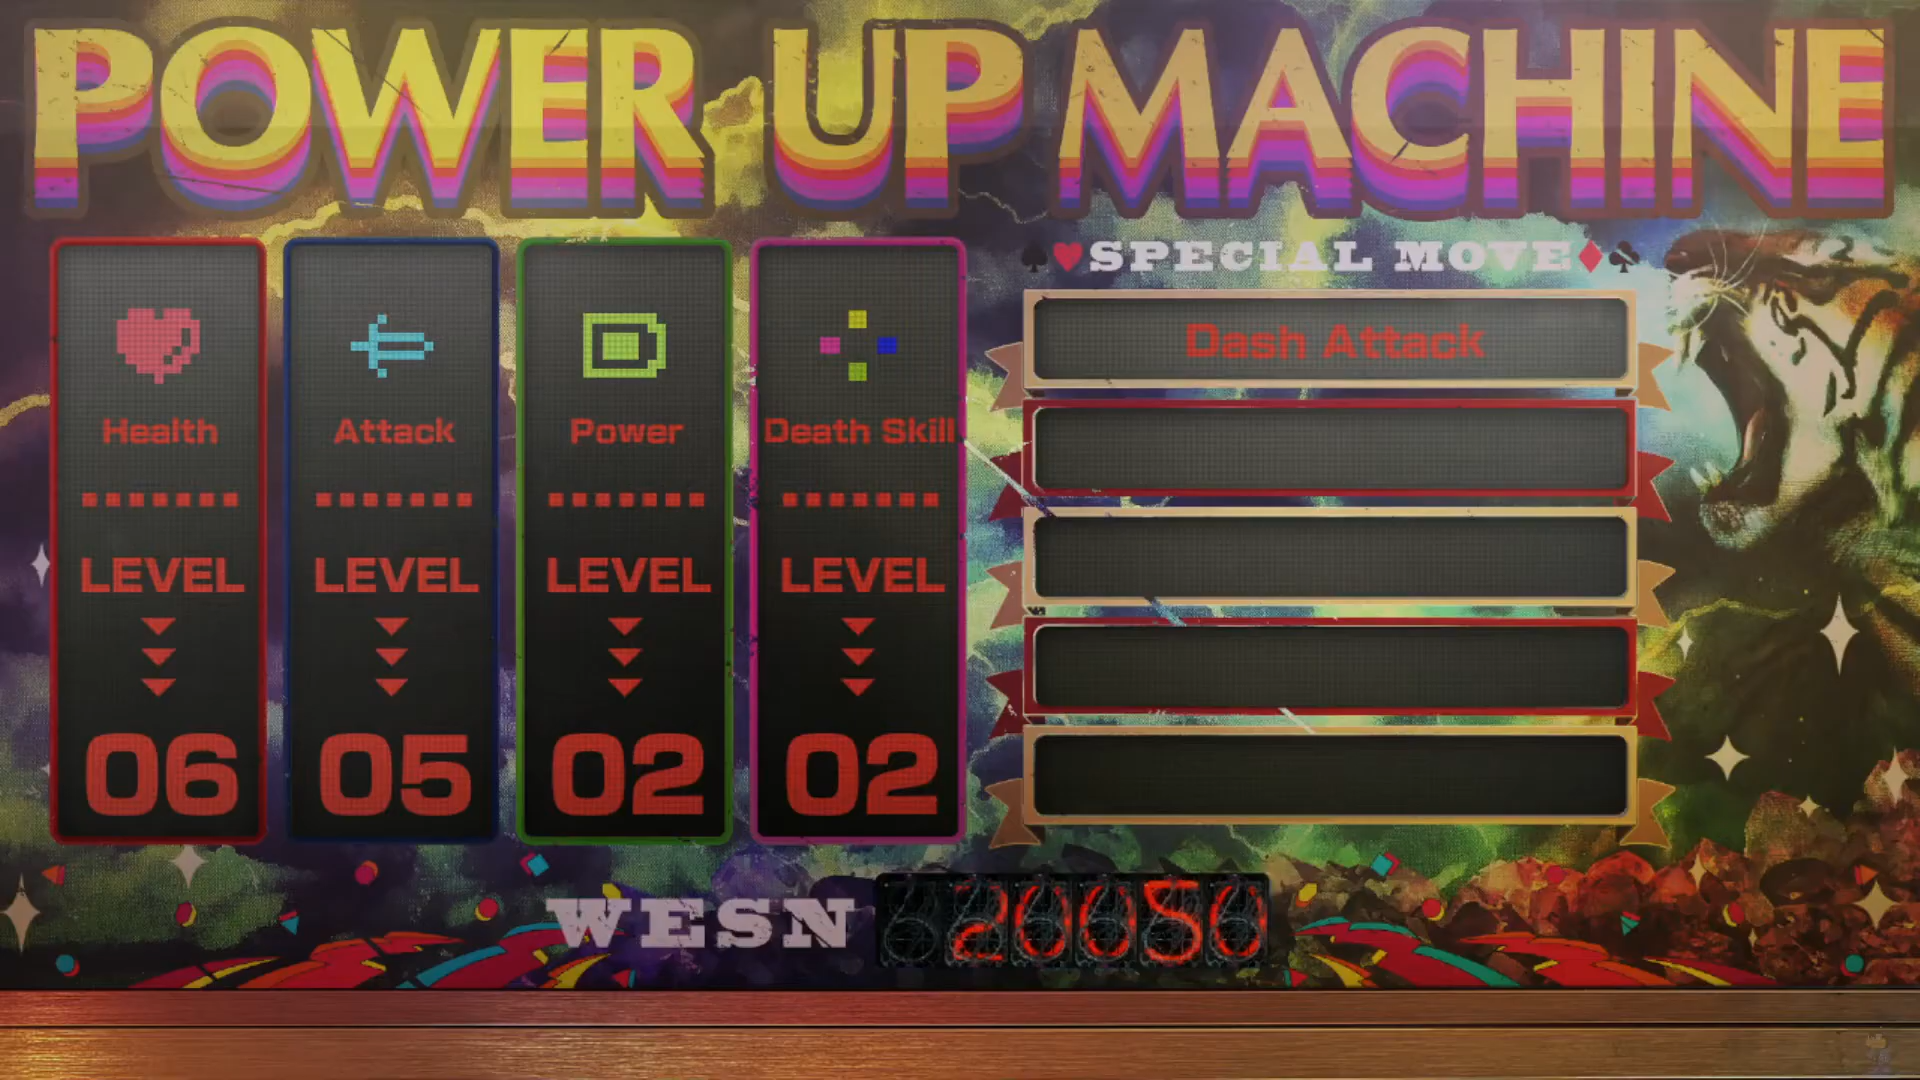 POWER UP MACHINE
SPECIAL MOVE
Dash Attack
Health
Attack
Power
Death Skill
LEVEL
LEVEL
LEVEL
LEVEL
06
05
02
02
WESN 20050